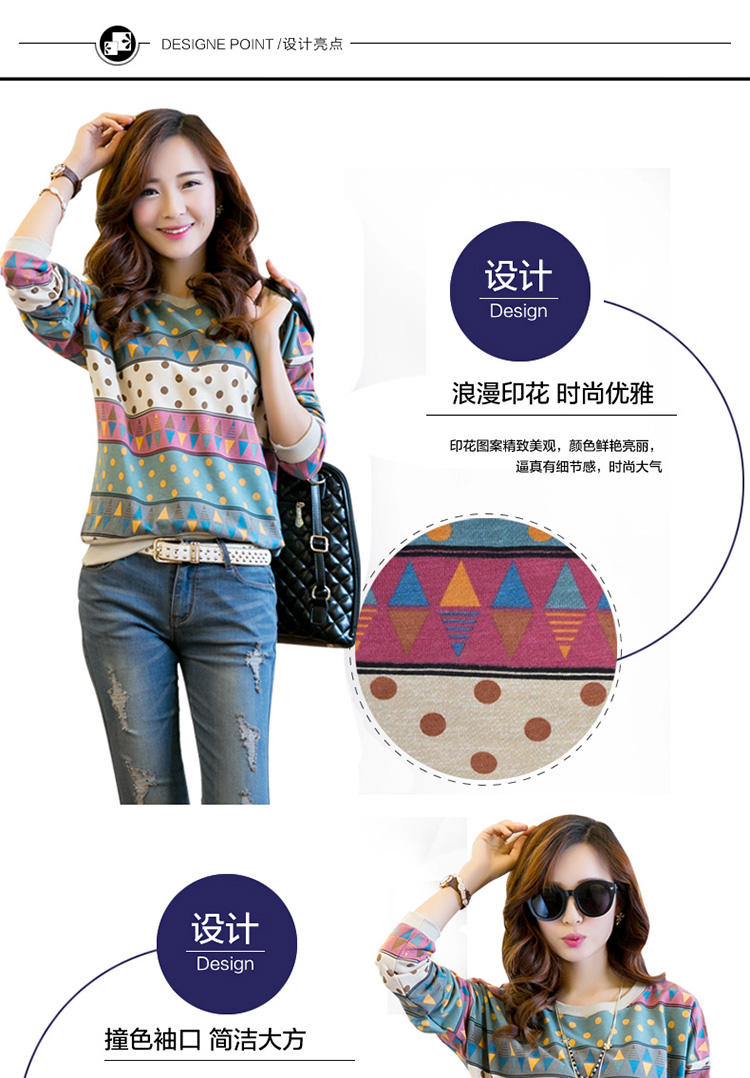 DESIGNE POINT /设计亮点
设计
Design
浪漫印花 时尚优雅
印花图案精致美观，颜色鲜艳亮丽，
逼真有细节感，时尚大气
设计
Design
撞色袖口 简洁大方